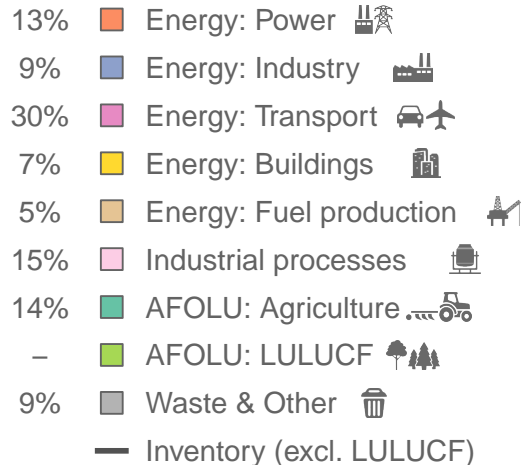 13% Energy: Power
9% Energy: Industry
30% Energy: Transport
7% Energy: Buildings
5% Energy: Fuel production
15% Industrial processes
14% AFOLU: Agriculture
– AFOLU: LULUCF
9% Waste & Other
Inventory (excl. LULUCF)